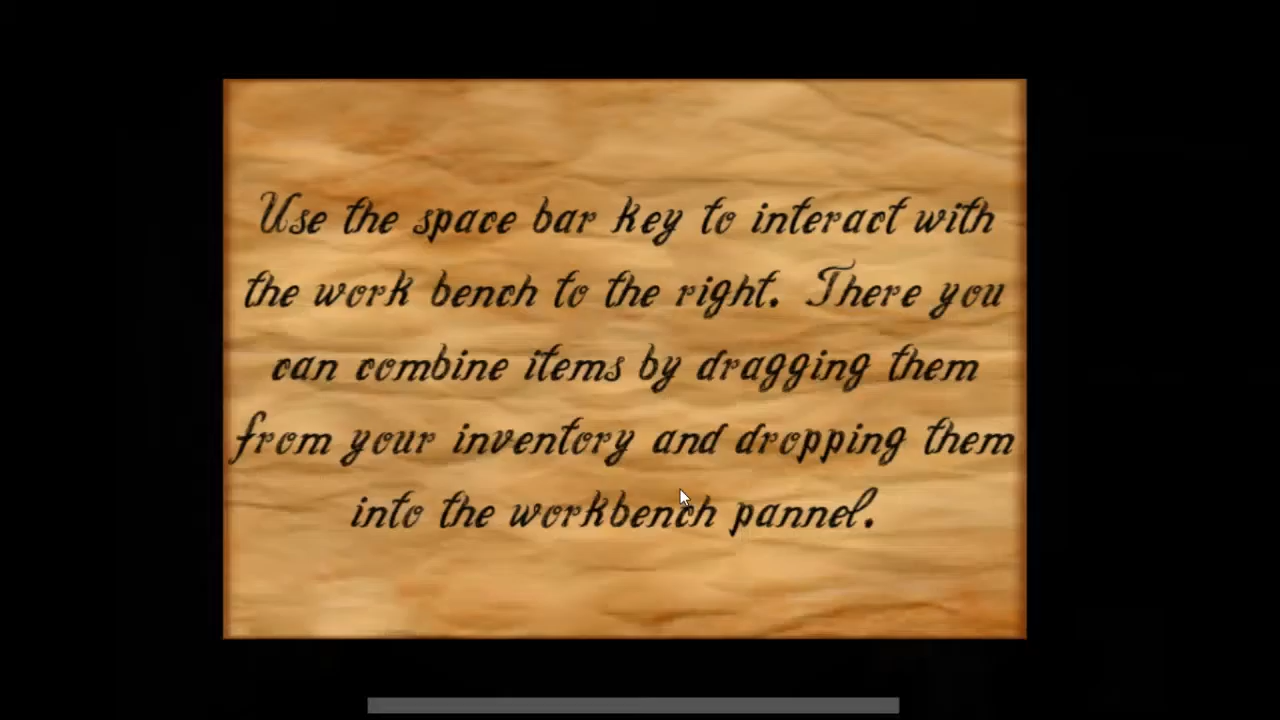 Use the space bar key to interact with
the work bench to the right. There you
can combine items by dragging them
from your inventory and dropping them
into the workbench pannel.